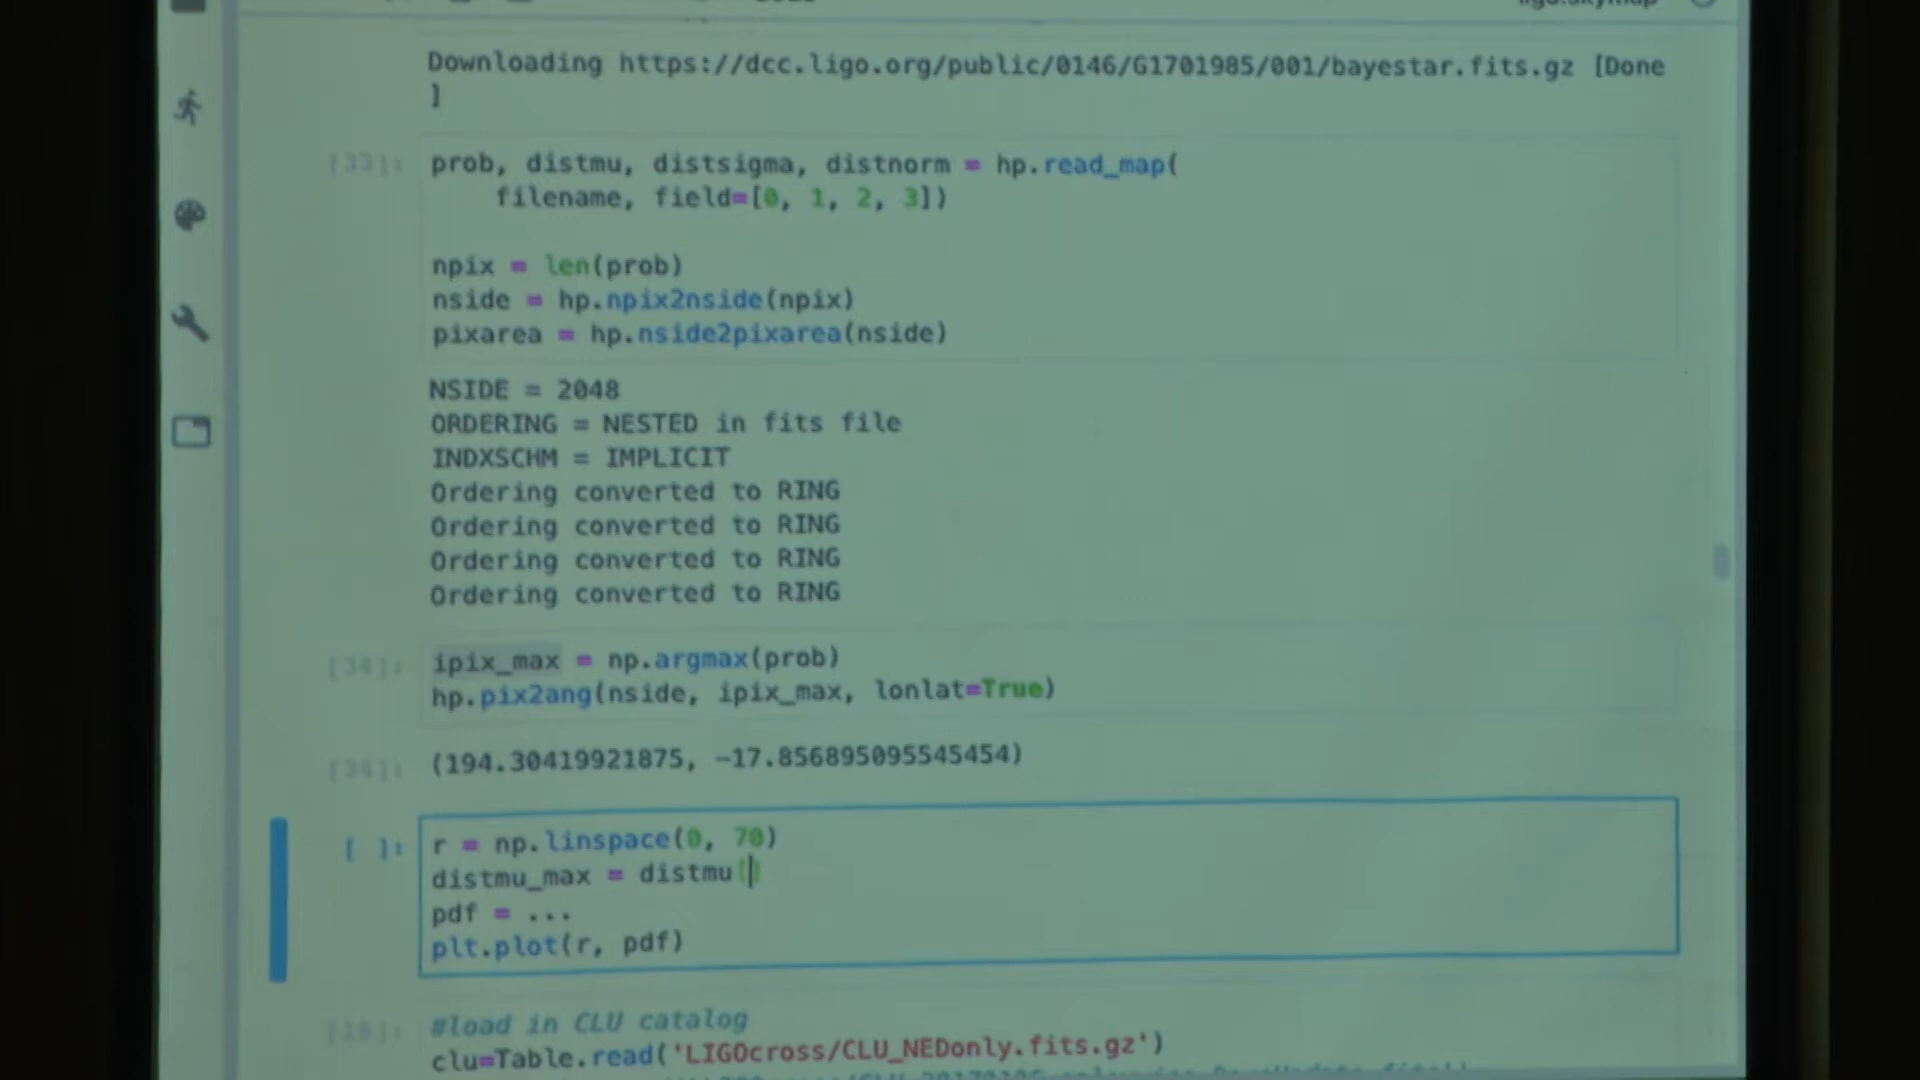 Downloading https://dcc.ligo.org/public/0146/G1701985/001/bayestar.fits.gz [Done
]
[33]: prob, distmu, distsigma, distnorm = hp.read_map(
filename, field=[0, 1, 2, 3])
npix = len(prob)
nside = hp.npix2nside(npix)
pixarea = hp.nside2pixarea(nside)
NSIDE = 2048
ORDERING = NESTED in fits file
INDXSCHM = IMPLICIT
Ordering converted to RING
Ordering converted to RING
Ordering converted to RING
Ordering converted to RING
[34]: ipix_max = np.argmax(prob)
hp.pix2ang(nside, ipix_max, lonlat=True)
[34]: (194.30419921875, -17.856895095545454)
[ ]: r = np.linspace(0, 70)
distmu_max = distmu[]
pdf = ...
plt.plot(r, pdf)
#load in CLU catalog
clu=Table.read('LIGOcross/CLU_NEDonly.fits.gz')